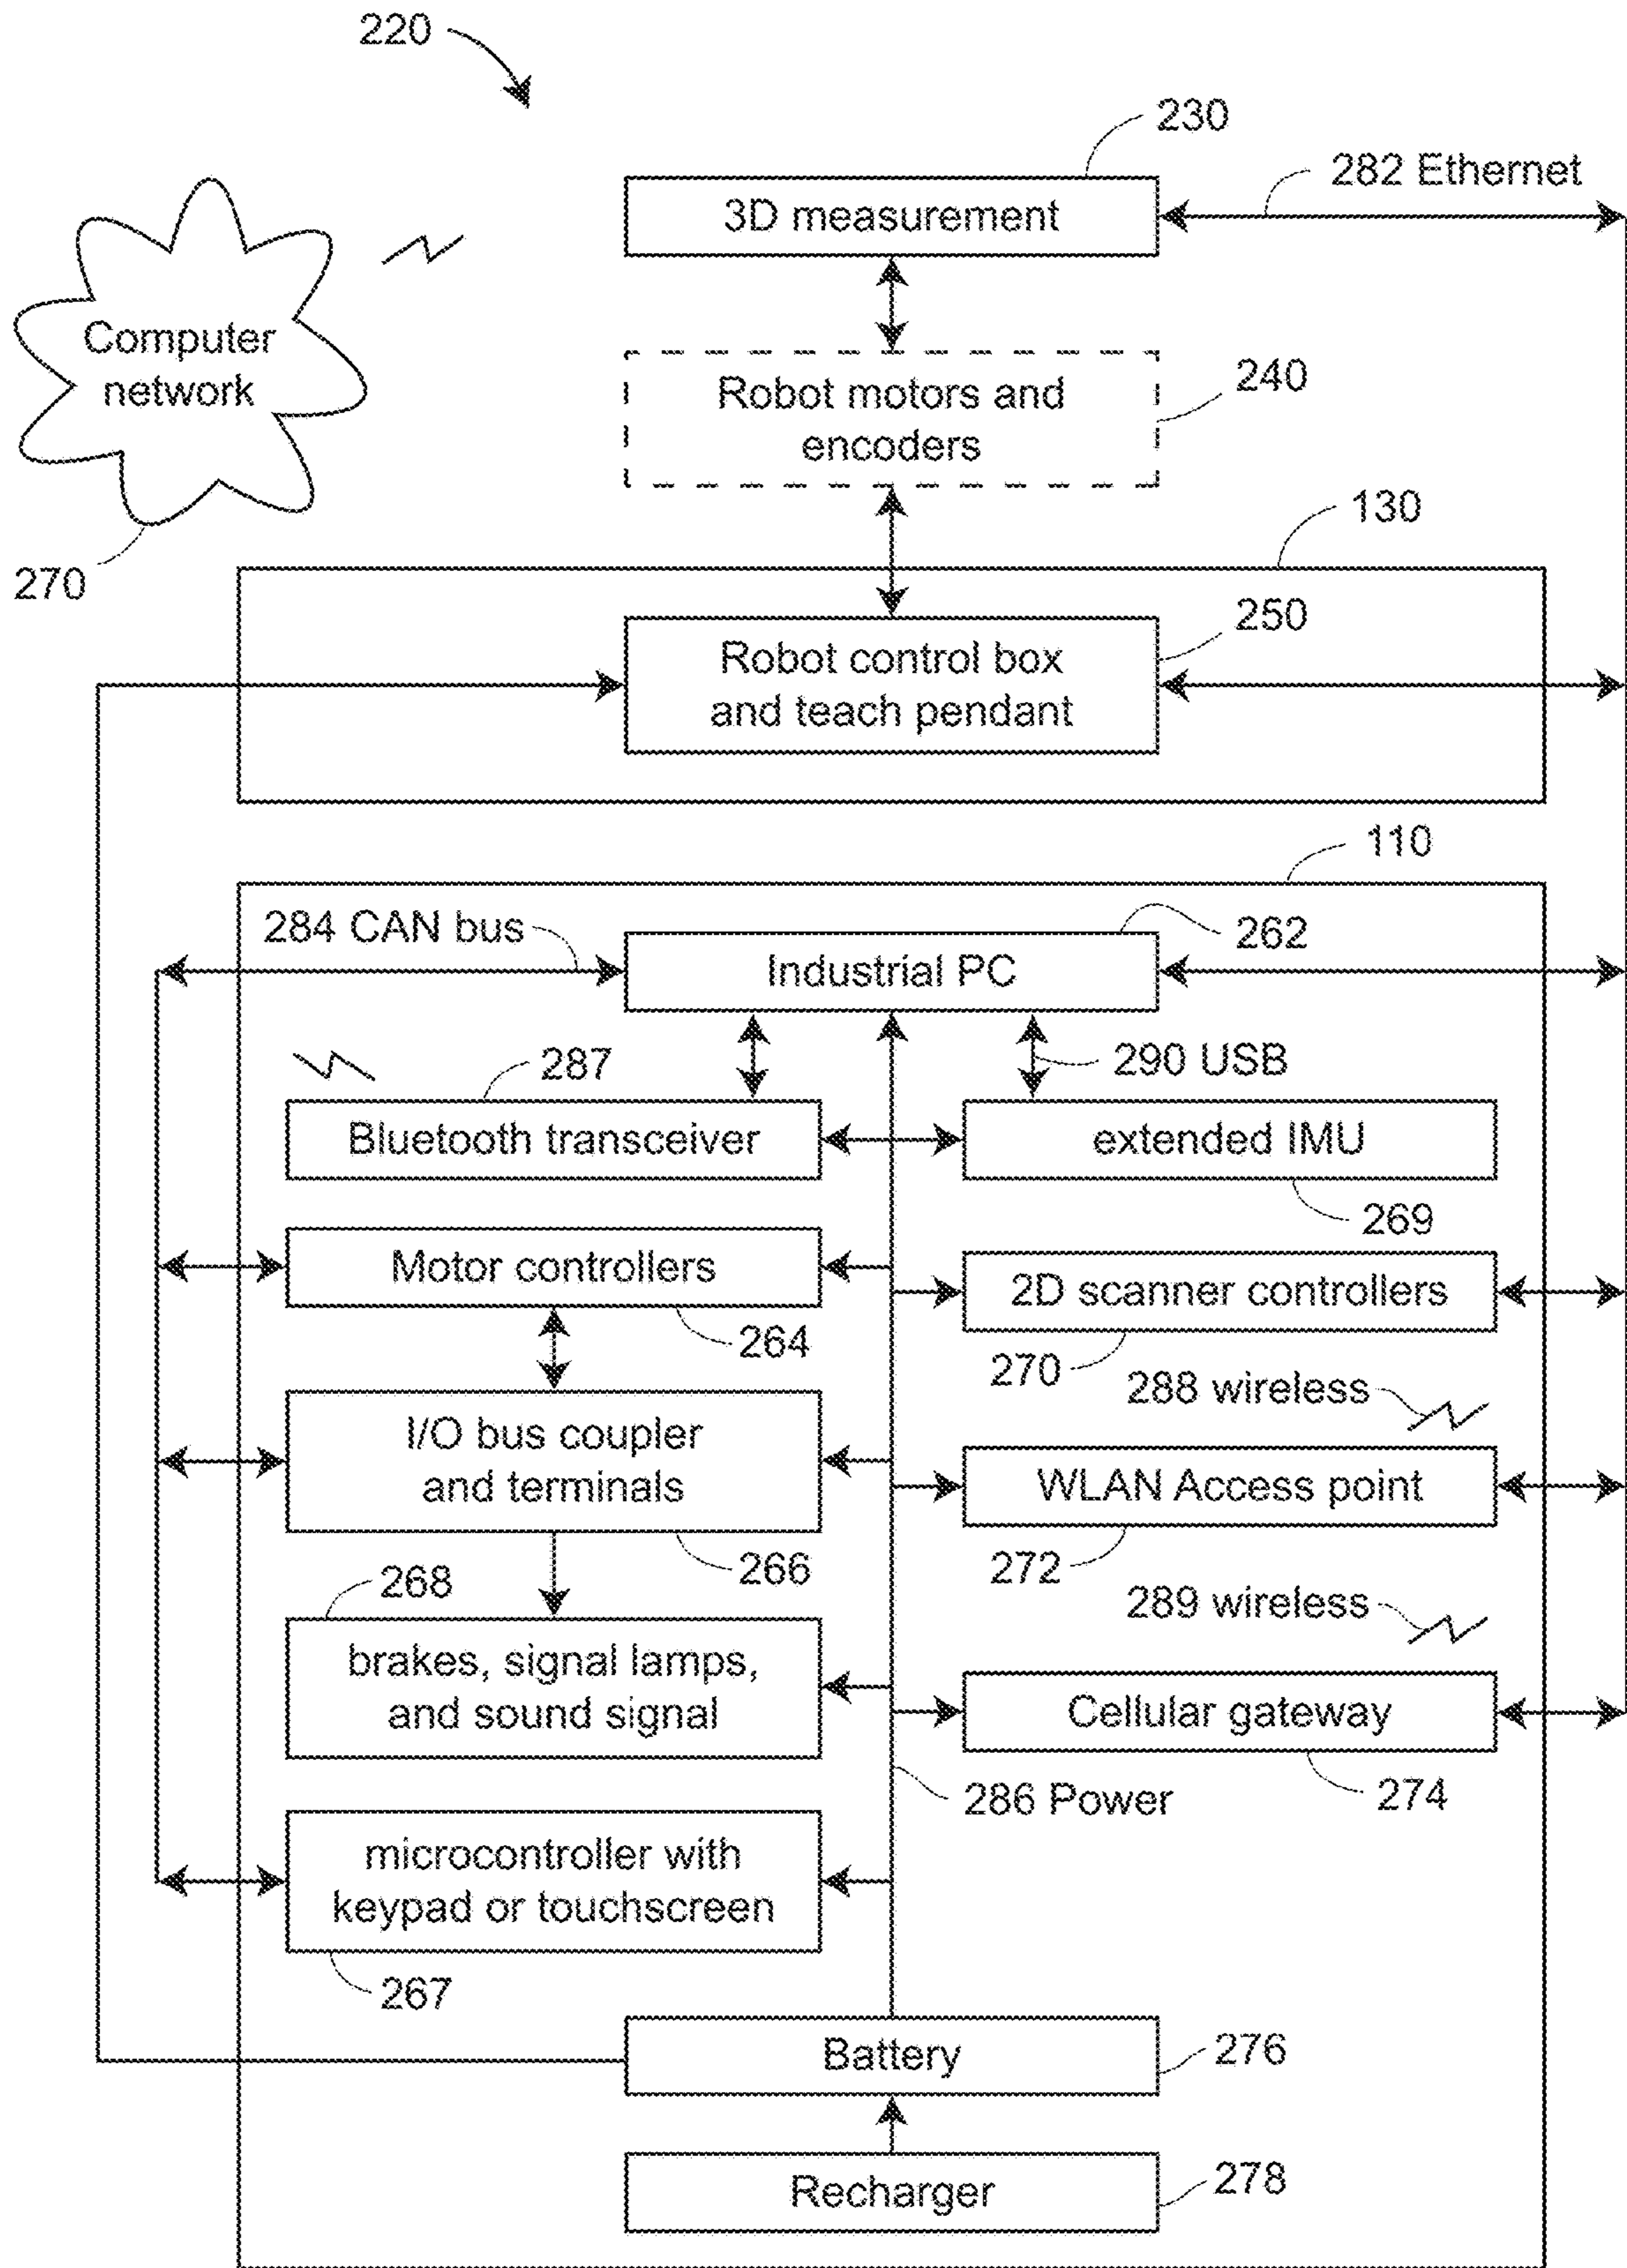 220
230
282 Ethernet
3D measurement
Computer
network
240
Robot motors and
encoders
270
130
250
Robot control box
and teach pendant
110
284 CAN bus
262
Industrial PC
287
290 USB
Bluetooth transceiver
extended IMU
269
Motor controllers
264
2D scanner controllers
270
288 wireless
I/O bus coupler
and terminals
266
WLAN Access point
272
268
289 wireless
brakes, signal lamps,
and sound signal
Cellular gateway
274
286 Power
microcontroller with
keypad or touchscreen
267
Battery
276
Recharger
278